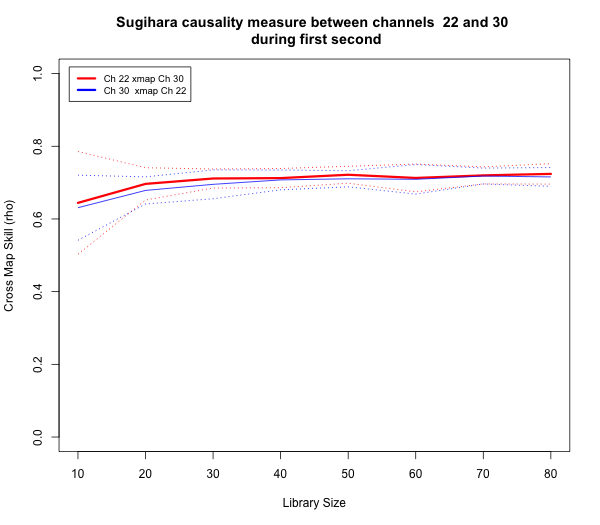 Sugihara causality measure between channels  22 and 30
during first second
Ch 22 xmap Ch 30
Ch 30  xmap Ch 22
Cross Map Skill (rho)
1.0
0.8
0.6
0.4
0.2
0.0
10 20 30 40 50 60 70 80
Library Size